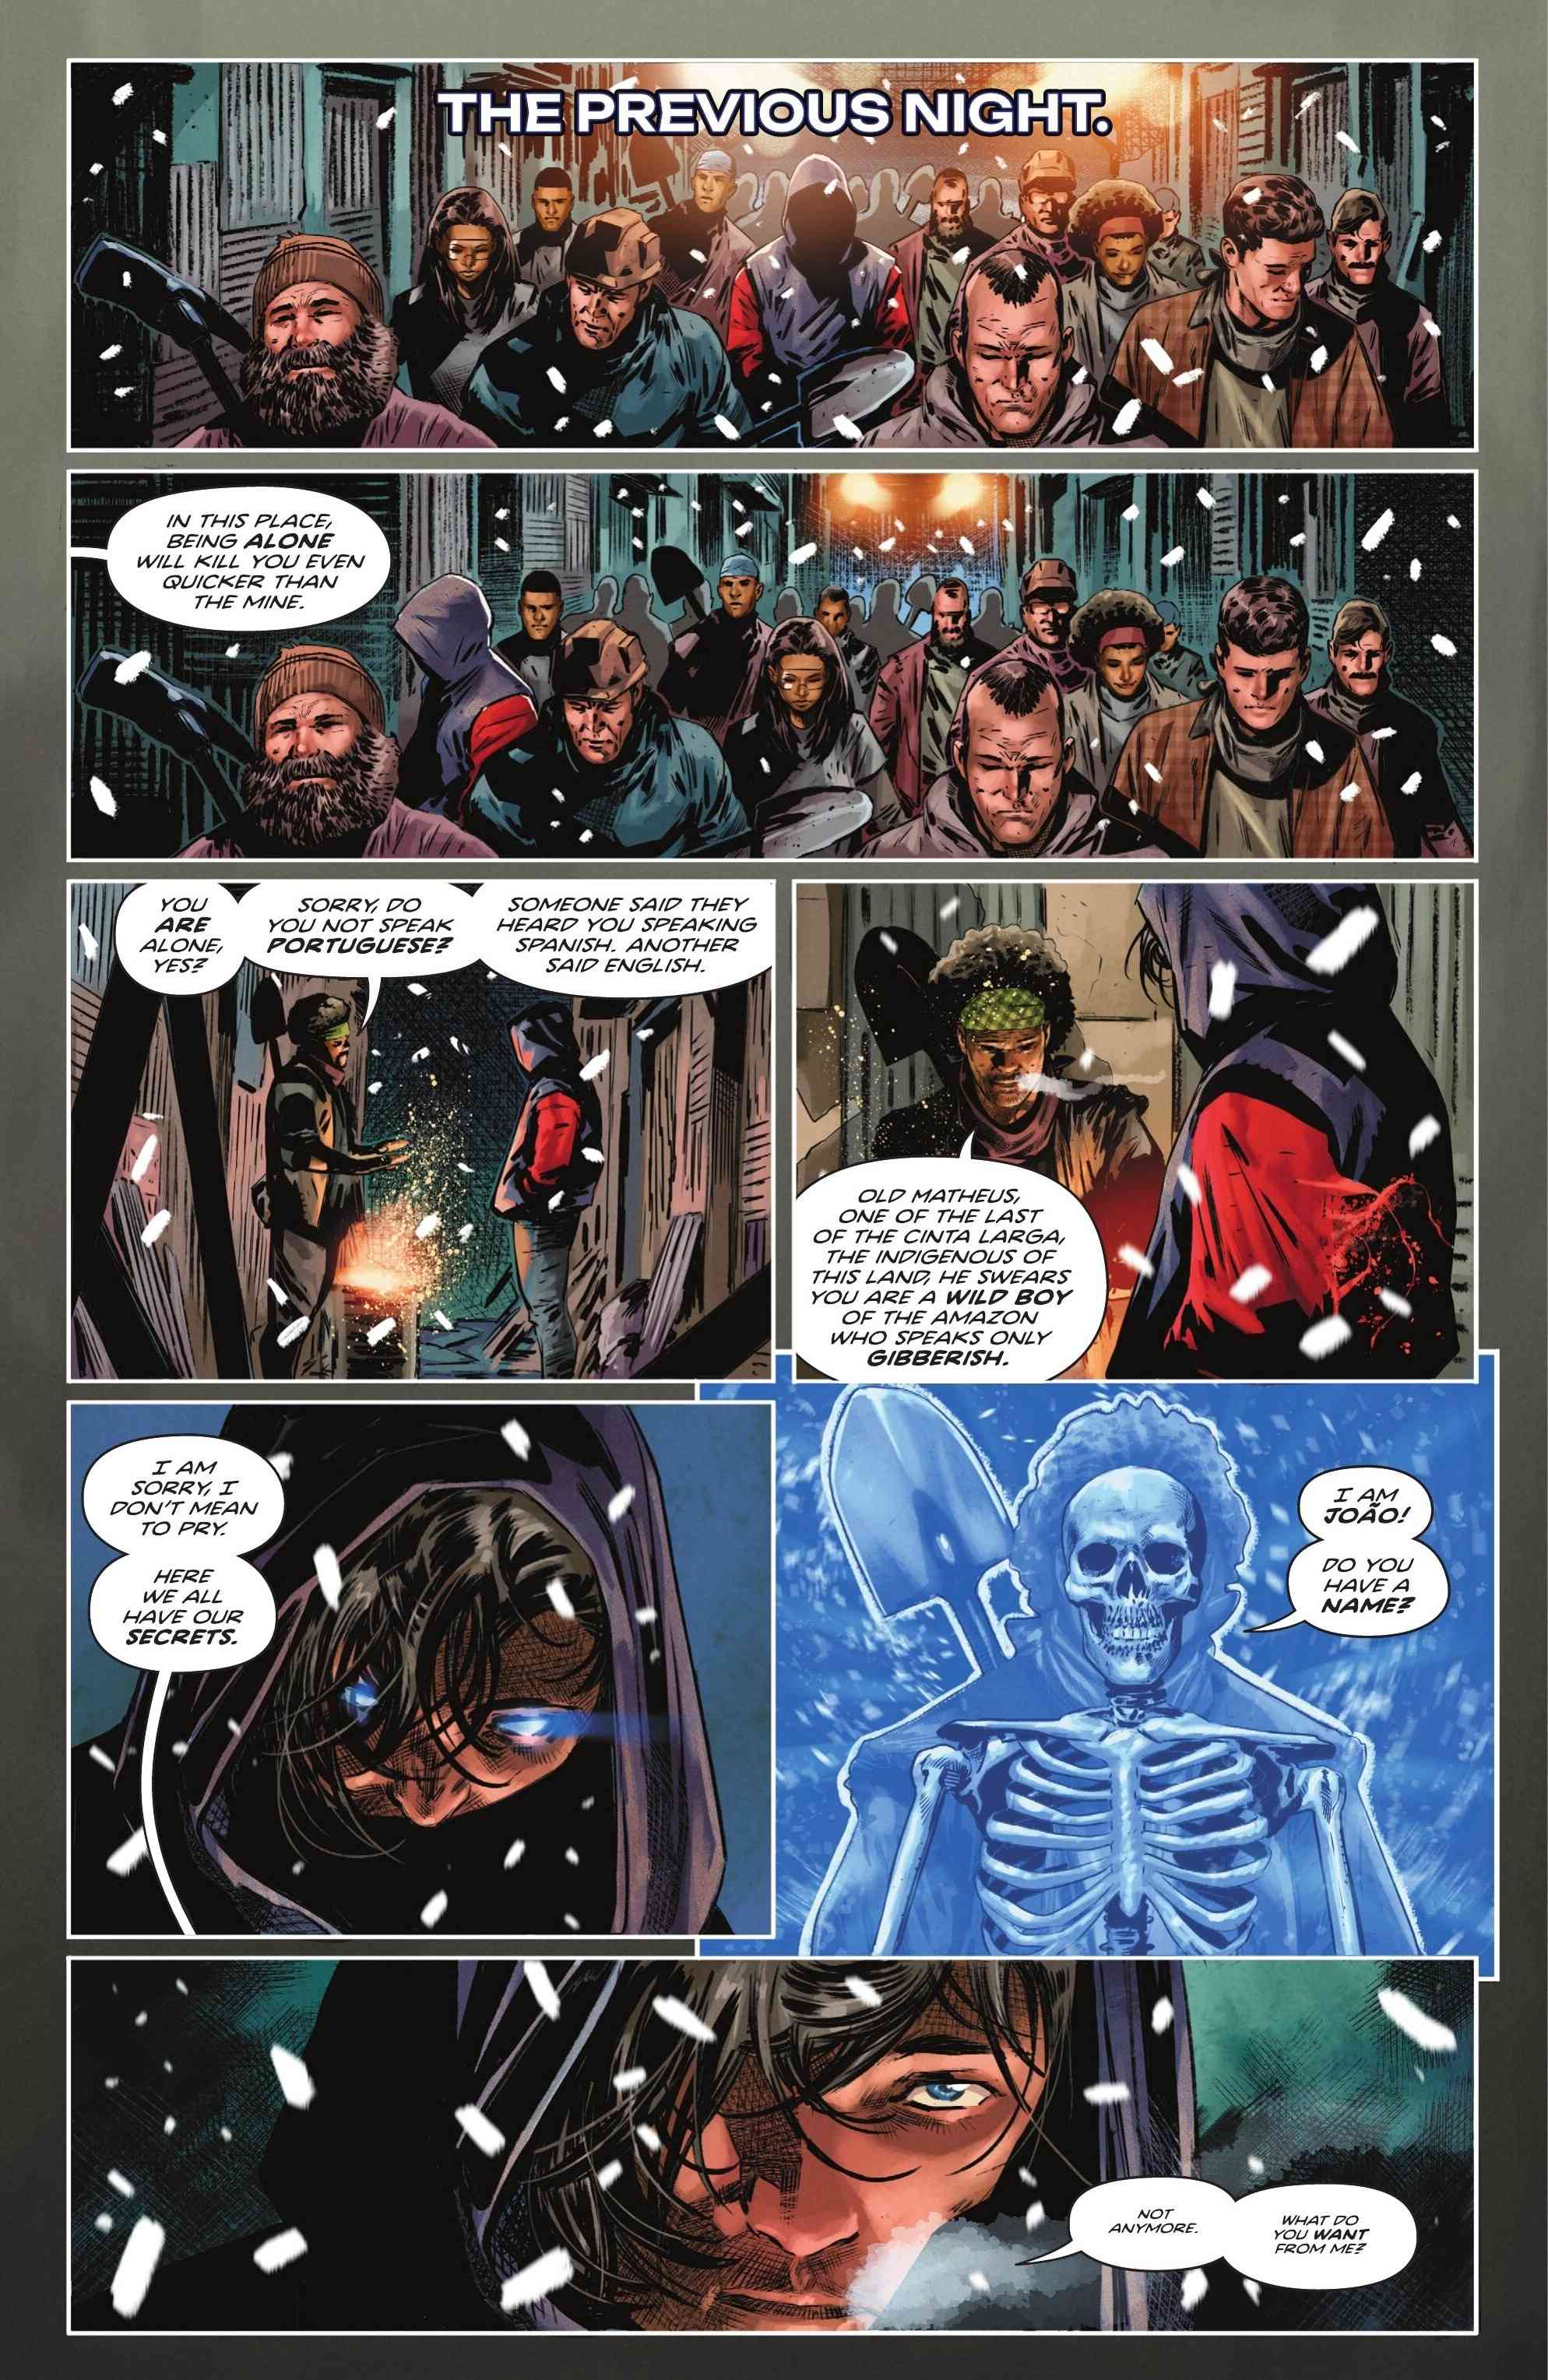 THE PREVIOUS NIGHT.
IN THIS PLACE,
BEING ALONE
WILL KILL YOU EVEN
QUICKER THAN
THE MINE.
YOU
ARE
ALONE,
YES?
SORRY, DO
YOU NOT SPEAK
PORTUGUESE?
SOMEONE SAID THEY
HEARD YOU SPEAKING
SPANISH. ANOTHER
SAID ENGLISH.
OLD MATHEUS,
ONE OF THE LAST
OF THE CINTA LARGA,
THE INDIGENOUS OF
THIS LAND, HE SWEARS
YOU ARE A WILD BOY
OF THE AMAZON
WHO SPEAKS ONLY
GIBBERISH.
I AM
SORRY, I
DON'T MEAN
TO PRY.
HERE
WE ALL
HAVE OUR
SECRETS.
I AM
JOÃO!
DO YOU
HAVE A
NAME?
NOT
ANYMORE.
WHAT DO
YOU WANT
FROM ME?